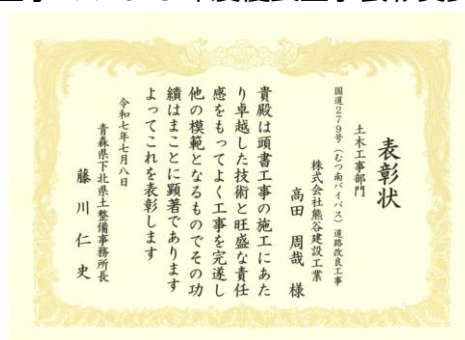 表彰状
土木工事部門
国道279号（むつ南バイパス）道路改良工事
株式会社熊谷建設工業
高田 周哉 様
貴殿は頭書工事の施工にあた
り卓越した技術と旺盛な責任
感をもってよく工事を完遂し
他の模範となるものでその功
績はまことに顕著であります
よってこれを表彰します
令和七年七月八日
青森県下北県土整備事務所長
藤川仁史